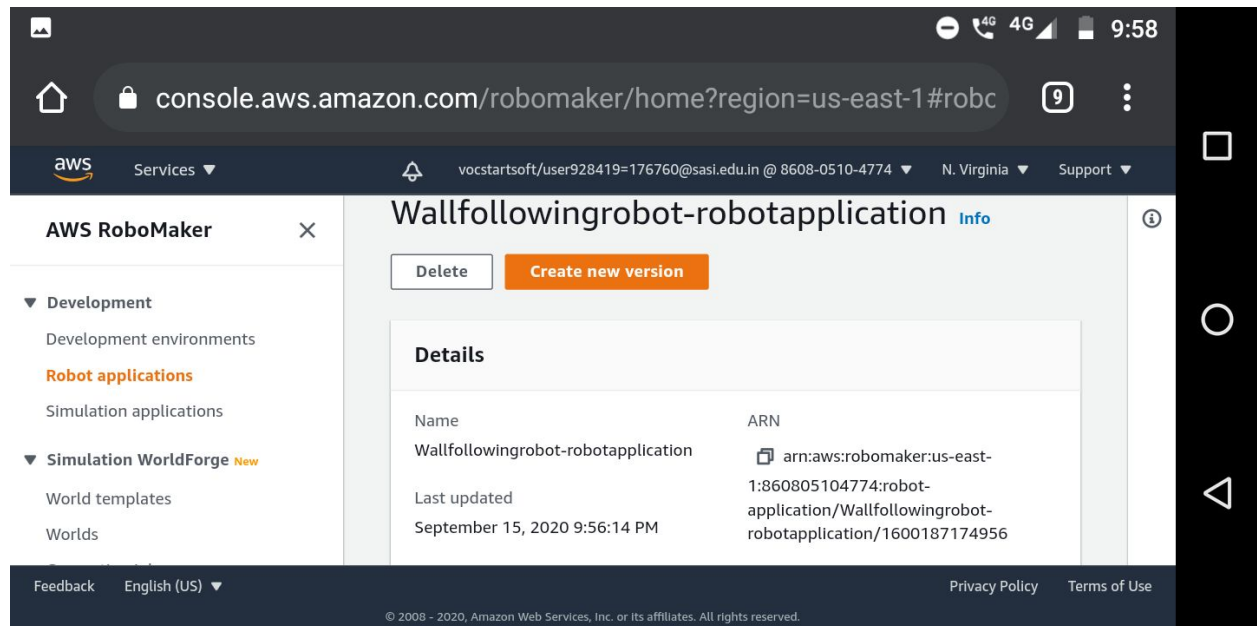 4G 4G 9:58
console.aws.amazon.com/robomaker/home?region=us-east-1#robo 9
aws Services vocstartsoft/user928419=176760@sasi.edu.in @ 8608-0510-4774 N. Virginia Support
AWS RoboMaker
Development
Development environments
Robot applications
Simulation applications
Simulation WorldForge New
World templates
Worlds
Wallfollowingrobot-robotapplication Info
Delete Create new version
Details
Name
Wallfollowingrobot-robotapplication
Last updated
September 15, 2020 9:56:14 PM
ARN
arn:aws:robomaker:us-east-
1:860805104774:robot-
application/Wallfollowingrobot-
robotapplication/1600187174956
Feedback English (US) Privacy Policy Terms of Use
© 2008 - 2020, Amazon Web Services, Inc. or its affiliates. All rights reserved.